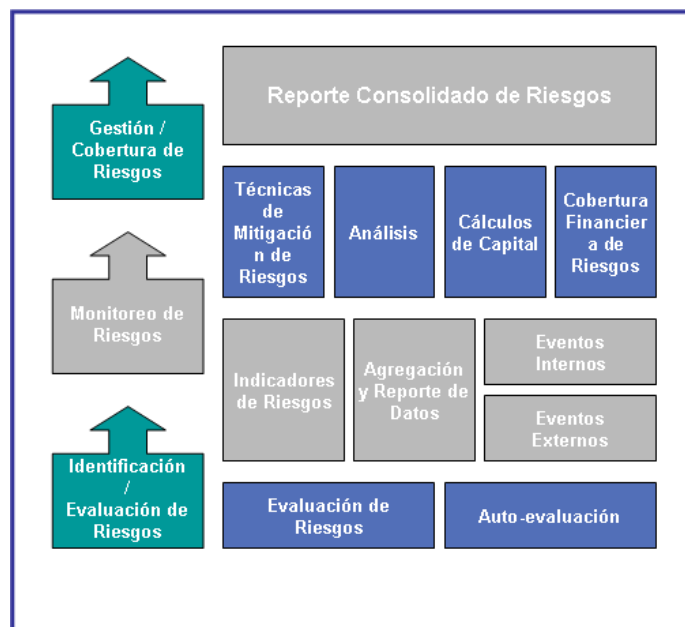 Reporte Consolidado de Riesgos
Gestión /
Cobertura de
Riesgos
Técnicas
de
Mitigació
n de
Riesgos
Análisis
Cálculos
de Capital
Cobertura
Financier
a de
Riesgos
Monitoreo de
Riesgos
Indicadores
de Riesgos
Agregación
y Reporte de
Datos
Eventos
Internos
Eventos
Externos
Identificación
/
Evaluación de
Riesgos
Evaluación de
Riesgos
Auto-evaluación